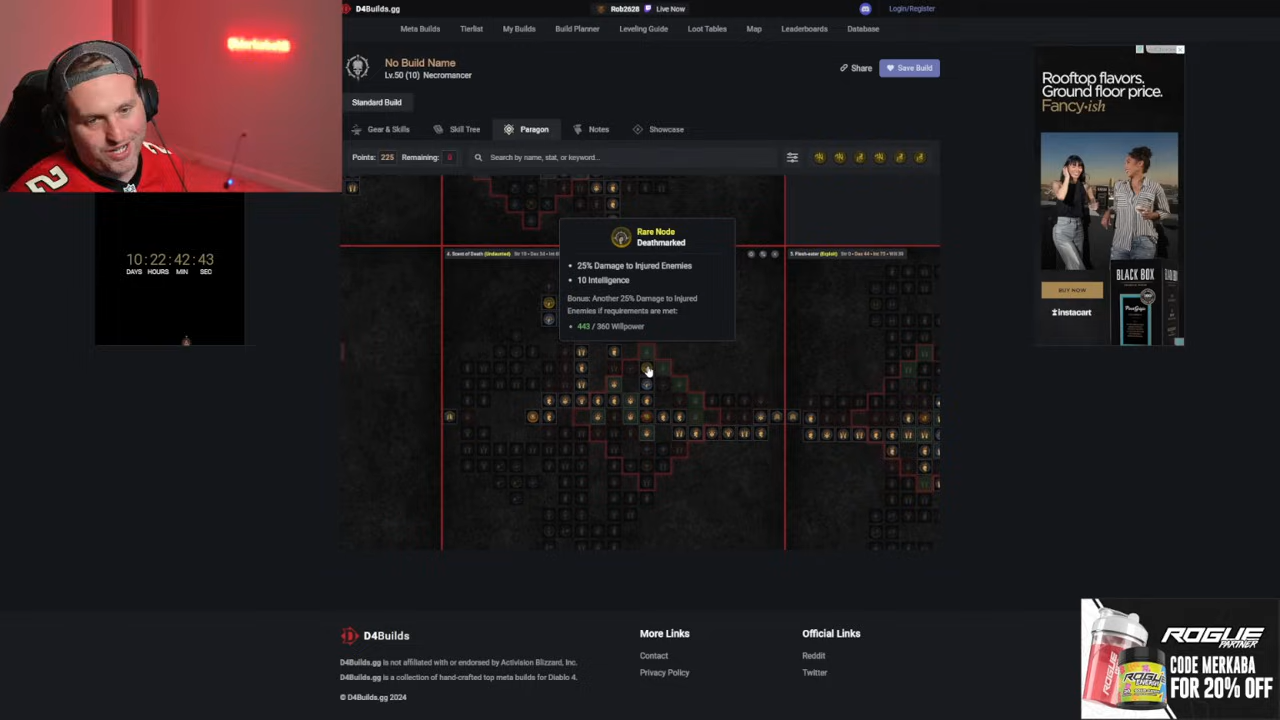 D4Builds.gg
Rob2628 Live Now
Login/Register
Meta Builds Tierlist My Builds Build Planner Leveling Guide Loot Tables Map Leaderboards Database
No Build Name
Lv.50 (10) Necromancer
Share
Save Build
Standard Build
Gear & Skills Skill Tree Paragon Notes Showcase
Points: 225 Remaining: 0
Search by name, stat, or keyword...
10:22:42:43
DAYS HOURS MIN SEC
Rare Node
Deathmarked
25% Damage to Injured Enemies
10 Intelligence
Bonus: Another 25% Damage to Injured
Enemies if requirements are met:
443 / 360 Willpower
Rooftop flavors.
Ground floor price.
Fancy-ish
BLACK BOX
BUY NOW
instacart
D4Builds
D4Builds.gg is not affiliated with or endorsed by Activision Blizzard, Inc.
D4Builds.gg is a collection of hand-crafted top meta builds for Diablo 4.
© D4Builds.gg 2024
More Links
Contact
Privacy Policy
Official Links
Reddit
Twitter
ROGUE
PARTNER
CODE MERKABA
FOR 20% OFF